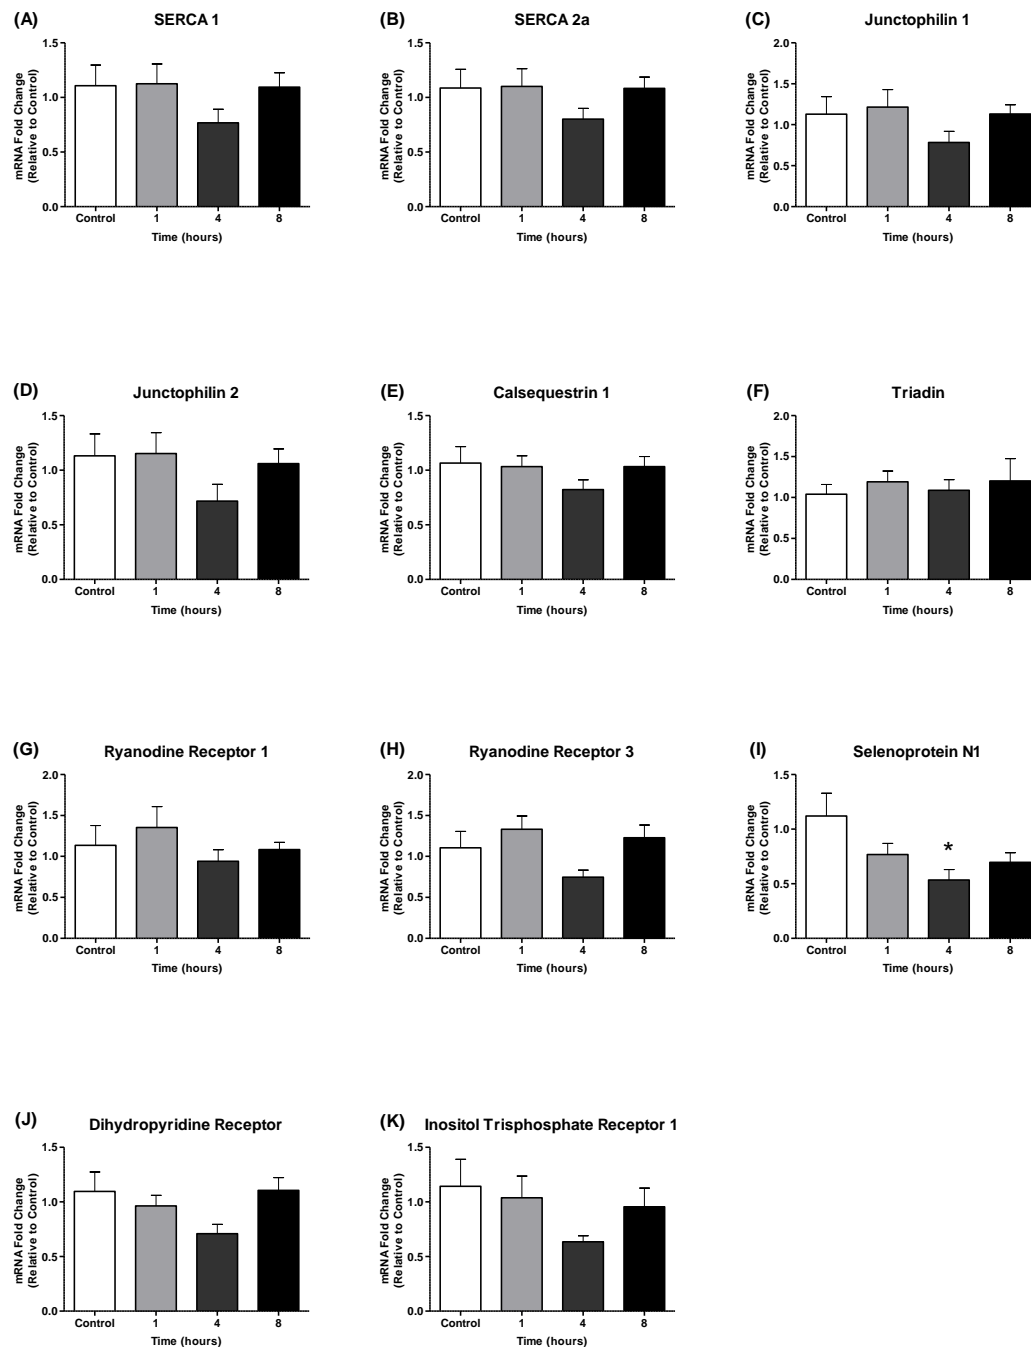 (A) SERCA 1
mRNA Fold Change
(Relative to Control)
1.5
1.0
0.5
0.0
Control 1 4 8
Time (hours)
(B) SERCA 2a
mRNA Fold Change
(Relative to Control)
1.5
1.0
0.5
0.0
Control 1 4 8
Time (hours)
(C) Junctophilin 1
mRNA Fold Change
(Relative to Control)
2.0
1.5
1.0
0.5
0.0
Control 1 4 8
Time (hours)
(D) Junctophilin 2
mRNA Fold Change
(Relative to Control)
1.5
1.0
0.5
0.0
Control 1 4 8
Time (hours)
(E) Calsequestrin 1
mRNA Fold Change
(Relative to Control)
1.5
1.0
0.5
0.0
Control 1 4 8
Time (hours)
(F) Triadin
mRNA Fold Change
(Relative to Control)
2.0
1.5
1.0
0.5
0.0
Control 1 4 8
Time (hours)
(G) Ryanodine Receptor 1
mRNA Fold Change
(Relative to Control)
2.0
1.5
1.0
0.5
0.0
Control 1 4 8
Time (hours)
(H) Ryanodine Receptor 3
mRNA Fold Change
(Relative to Control)
2.0
1.5
1.0
0.5
0.0
Control 1 4 8
Time (hours)
(I) Selenoprotein N1
mRNA Fold Change
(Relative to Control)
1.5
1.0
0.5
0.0
*
Control 1 4 8
Time (hours)
(J) Dihydropyridine Receptor
mRNA Fold Change
(Relative to Control)
1.5
1.0
0.5
0.0
Control 1 4 8
Time (hours)
(K) Inositol Trisphosphate Receptor 1
mRNA Fold Change
(Relative to Control)
1.5
1.0
0.5
0.0
Control 1 4 8
Time (hours)